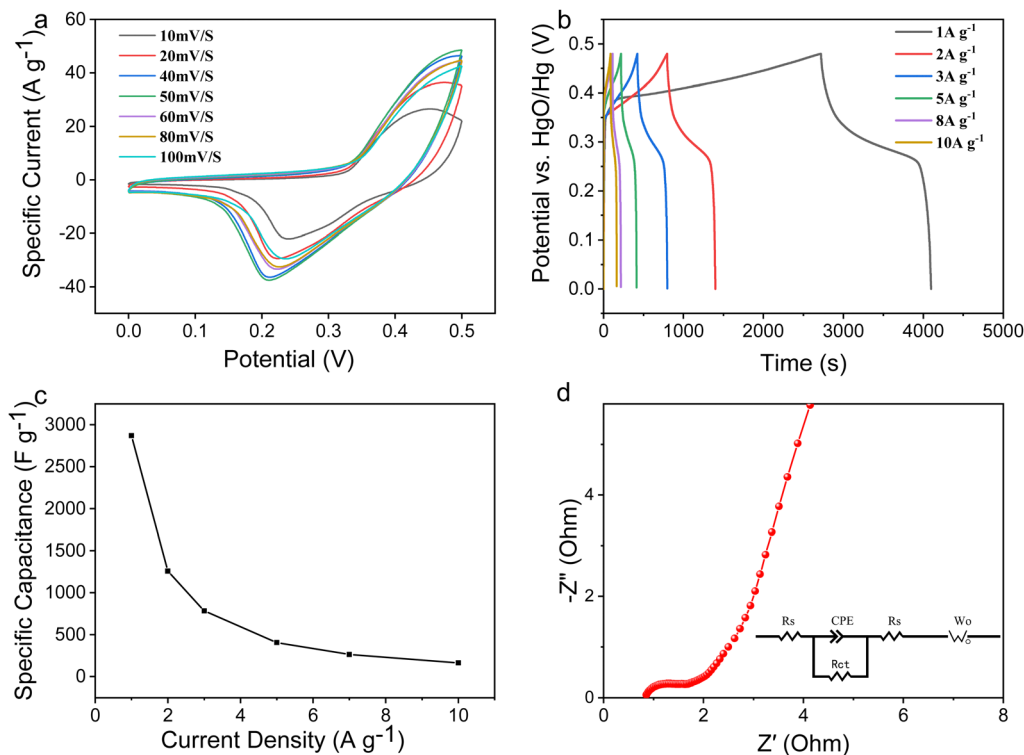 a
10mV/S
20mV/S
40mV/S
50mV/S
60mV/S
80mV/S
100mV/S
Specific Current (A g⁻¹)
60
40
20
0
-20
-40
0.0 0.1 0.2 0.3 0.4 0.5
Potential (V)
b
1A g⁻¹
2A g⁻¹
3A g⁻¹
5A g⁻¹
8A g⁻¹
10A g⁻¹
Potential vs. HgO/Hg (V)
0.5
0.4
0.3
0.2
0.1
0.0
0 1000 2000 3000 4000 5000
Time (s)
c
Specific Capacitance (F g⁻¹)
3000
2500
2000
1500
1000
500
0
0 2 4 6 8 10
Current Density (A g⁻¹)
d
-Z" (Ohm)
4
2
0
Rs CPE Rs Wo
Rct
0 2 4 6 8
Z' (Ohm)